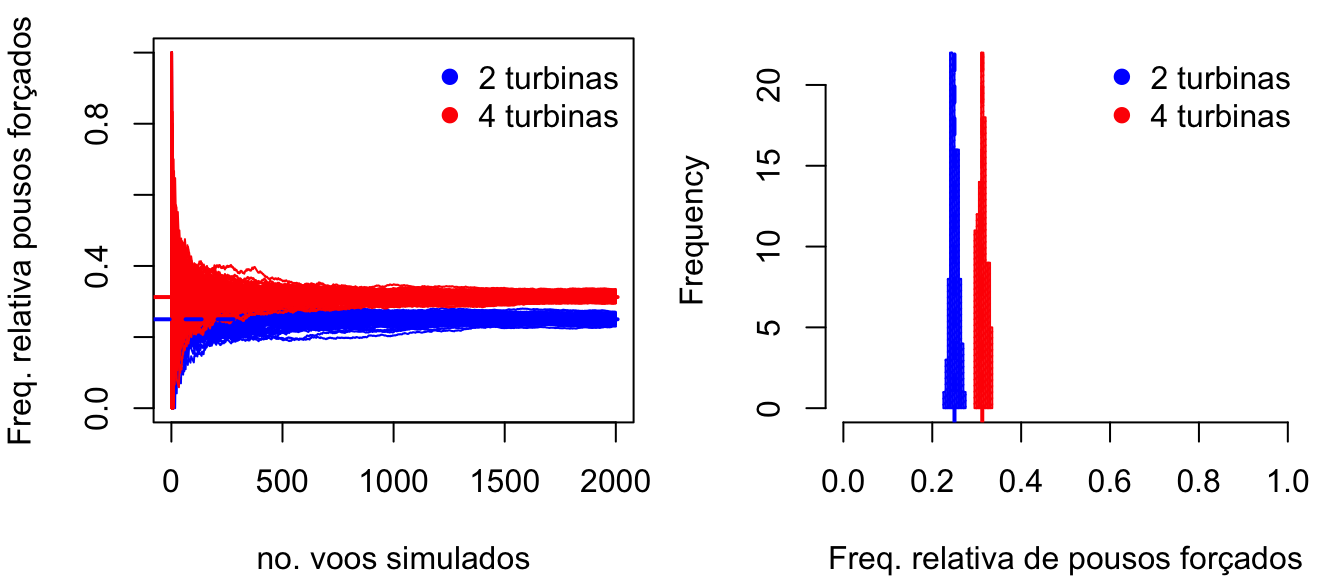 Freq. relativa pousos forçados
0.0
0.4
0.8
2 turbinas
4 turbinas
0
500
1000
1500
2000
no. voos simulados
Frequency
0
5
10
15
20
2 turbinas
4 turbinas
0.0
0.2
0.4
0.6
0.8
1.0
Freq. relativa de pousos forçados